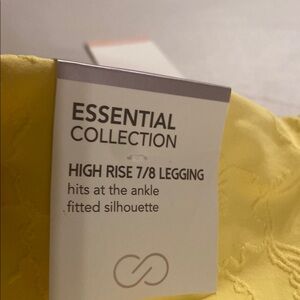 ESSENTIAL
COLLECTION
HIGH RISE 7/8 LEGGING
hits at the ankle
fitted silhouette